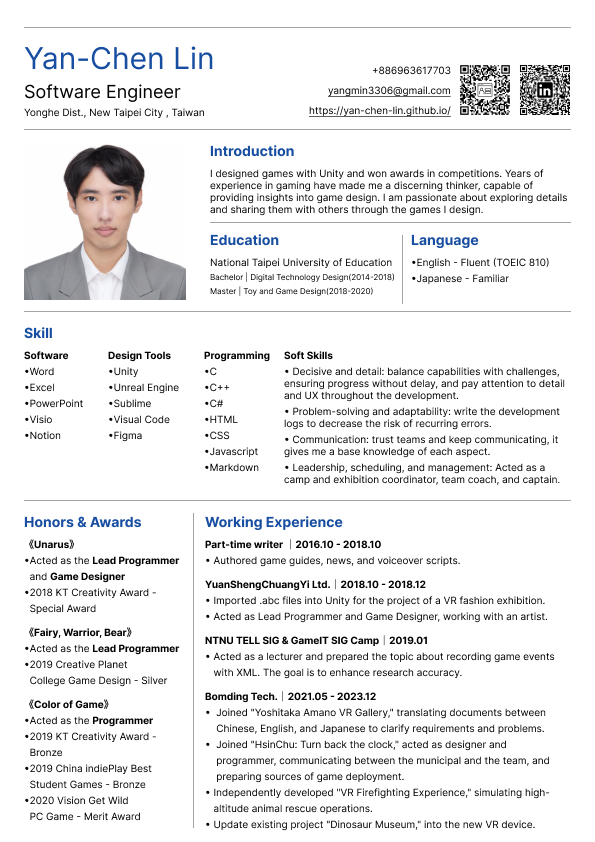 Yan-Chen Lin
Software Engineer
Yonghe Dist., New Taipei City , Taiwan
+886963617703
yangmin3306@gmail.com
https://yan-chen-lin.github.io/
Introduction
I designed games with Unity and won awards in competitions. Years of
experience in gaming have made me a discerning thinker, capable of
providing insights into game design. I am passionate about exploring details
and sharing them with others through the games I design.
Education
National Taipei University of Education
Bachelor | Digital Technology Design(2014-2018)
Master | Toy and Game Design(2018-2020)
Language
•English - Fluent (TOEIC 810)
•Japanese - Familiar
Skill
Software
•Word
•Excel
•PowerPoint
•Visio
•Notion
Design Tools
•Unity
•Unreal Engine
•Sublime
•Visual Code
•Figma
Programming
•C
•C++
•C#
•HTML
•CSS
•Javascript
•Markdown
Soft Skills
• Decisive and detail: balance capabilities with challenges,
ensuring progress without delay, and pay attention to detail
and UX throughout the development.
• Problem-solving and adaptability: write the development
logs to decrease the risk of recurring errors.
• Communication: trust teams and keep communicating, it
gives me a base knowledge of each aspect.
• Leadership, scheduling, and management: Acted as a
camp and exhibition coordinator, team coach, and captain.
Honors & Awards
《Unarus》
•Acted as the Lead Programmer
and Game Designer
•2018 KT Creativity Award -
Special Award
《Fairy, Warrior, Bear》
•Acted as the Lead Programmer
•2019 Creative Planet
College Game Design - Silver
《Color of Game》
•Acted as the Programmer
•2019 KT Creativity Award -
Bronze
•2019 China indiePlay Best
Student Games - Bronze
•2020 Vision Get Wild
PC Game - Merit Award
Working Experience
Part-time writer | 2016.10 - 2018.10
• Authored game guides, news, and voiceover scripts.
YuanShengChuangYi Ltd. | 2018.10 - 2018.12
• Imported .abc files into Unity for the project of a VR fashion exhibition.
• Acted as Lead Programmer and Game Designer, working with an artist.
NTNU TELL SIG & GameIT SIG Camp | 2019.01
• Acted as a lecturer and prepared the topic about recording game events
with XML. The goal is to enhance research accuracy.
Bomding Tech. | 2021.05 - 2023.12
• Joined "Yoshitaka Amano VR Gallery," translating documents between
Chinese, English, and Japanese to clarify requirements and problems.
• Joined "HsinChu: Turn back the clock," acted as designer and
programmer, communicating between the municipal and the team, and
preparing sources of game deployment.
• Independently developed "VR Firefighting Experience," simulating high-
altitude animal rescue operations.
• Update existing project "Dinosaur Museum," into the new VR device.